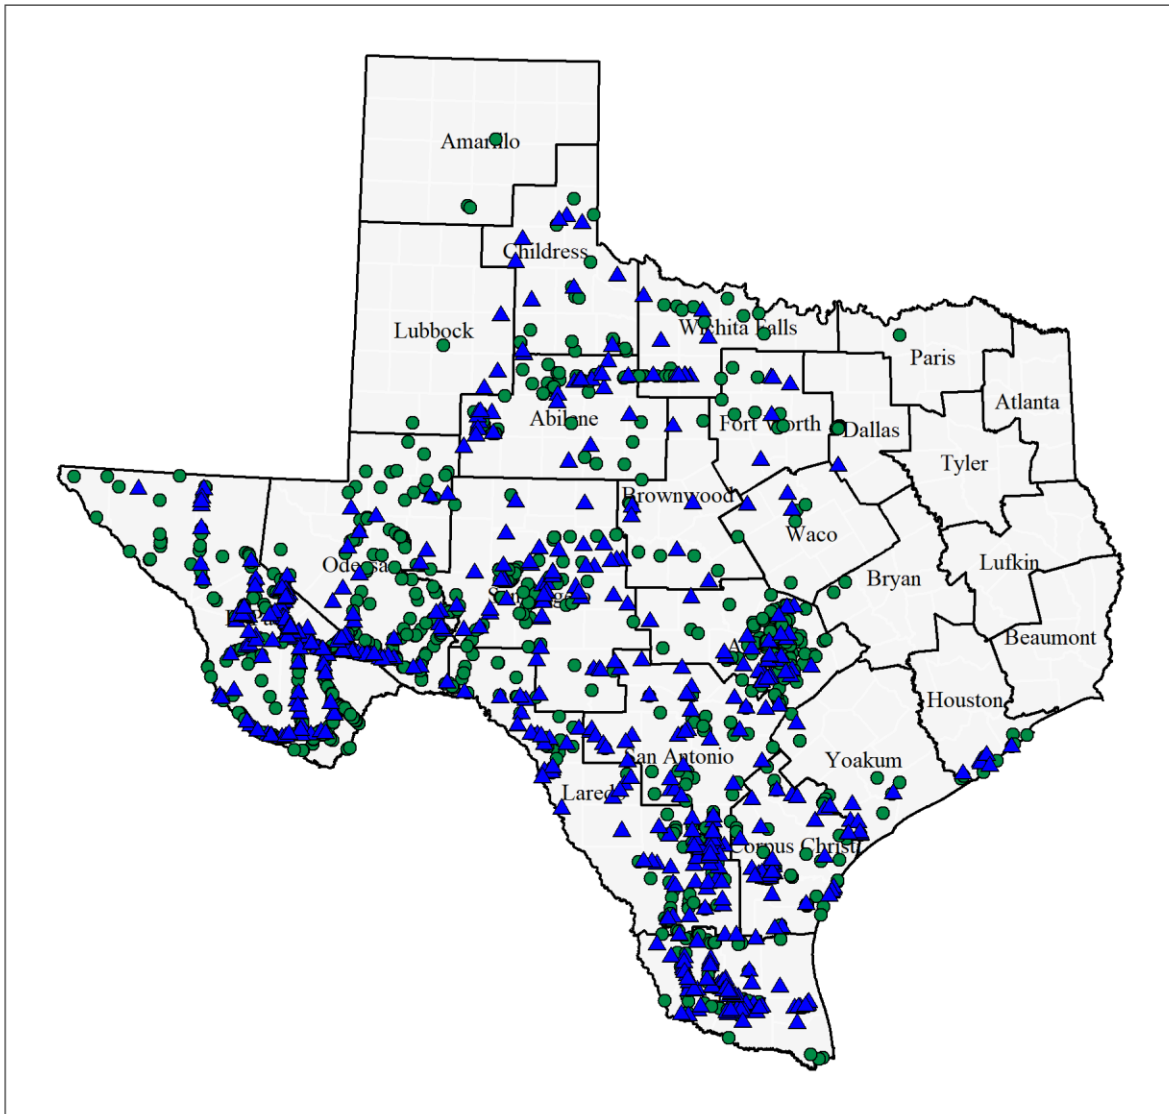 Amarillo
Childress
Lubbock
Wichita Falls
Paris
Atlanta
Abilene
Fort Worth
Dallas
Tyler
Brownwood
Waco
Odessa
Lufkin
Bryan
Beaumont
Houston
San Antonio
Yoakum
Laredo
Corpus Christi